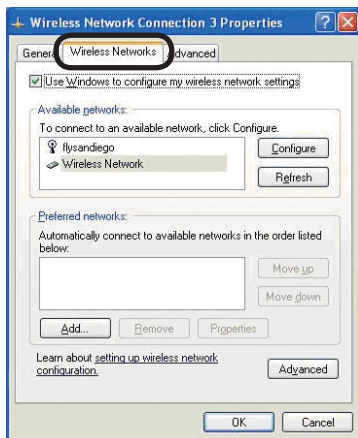 Wireless Network Connection 3 Properties
General Wireless Networks Advanced
Use Windows to configure my wireless network settings
Available networks:
To connect to an available network, click Configure.
flysandiego
Wireless Network
Configure
Refresh
Preferred networks:
Automatically connect to available networks in the order listed
below:
Move up
Move down
Add... Remove Properties
Learn about setting up wireless network
configuration.
Advanced
OK Cancel